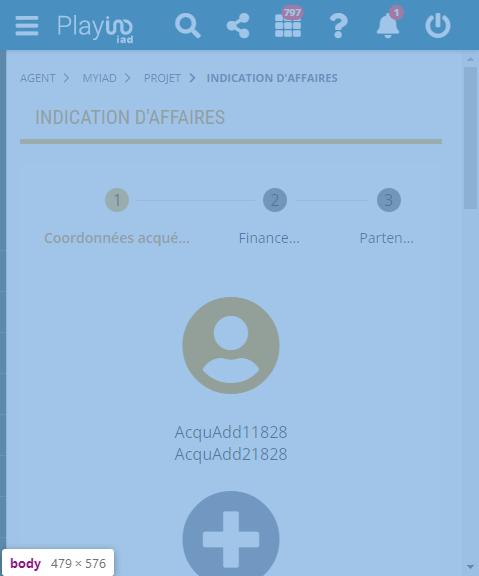 Playiad
iad
797
?
1
AGENT > MYIAD > PROJET > INDICATION D'AFFAIRES
INDICATION D'AFFAIRES
1 2 3
Coordonnées acqué... Finance... Parten...
AcquAdd11828
AcquAdd21828
body 479 × 576